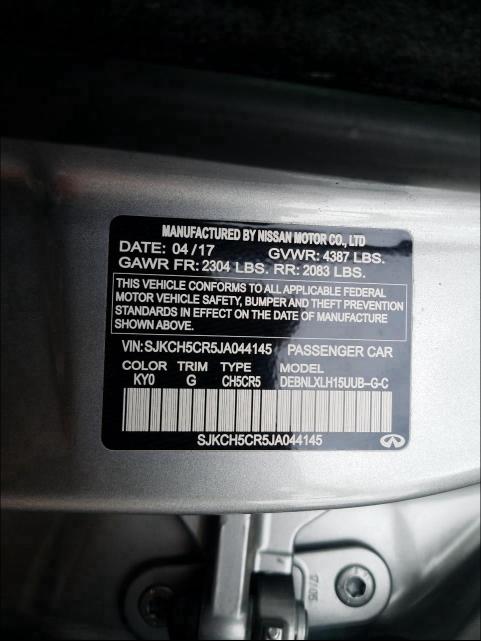 MANUFACTURED BY NISSAN MOTOR CO., LTD
DATE: 04/17 GVWR: 4387 LBS.
GAWR FR: 2304 LBS. RR: 2083 LBS.
THIS VEHICLE CONFORMS TO ALL APPLICABLE FEDERAL
MOTOR VEHICLE SAFETY, BUMPER AND THEFT PREVENTION
STANDARDS IN EFFECT ON THE DATE OF MANUFACTURE
SHOWN ABOVE.
VIN:SJKCH5CR5JA044145 PASSENGER CAR
COLOR TRIM TYPE MODEL
KY0 G CH5CR5 DEBNLXLH15UUB-G-C
SJKCH5CR5JA044145